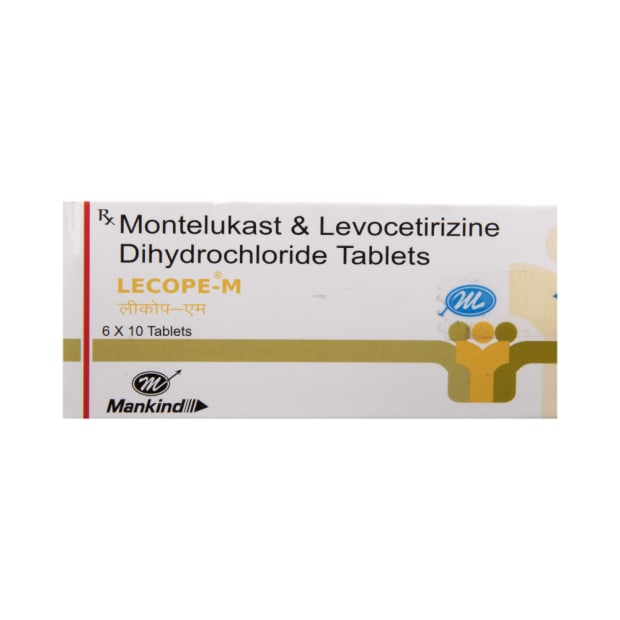 Rx Montelukast & Levocetirizine
Dihydrochloride Tablets
LECOPE®-M
लीकोप–एम
6 X 10 Tablets
m
Mankind
m